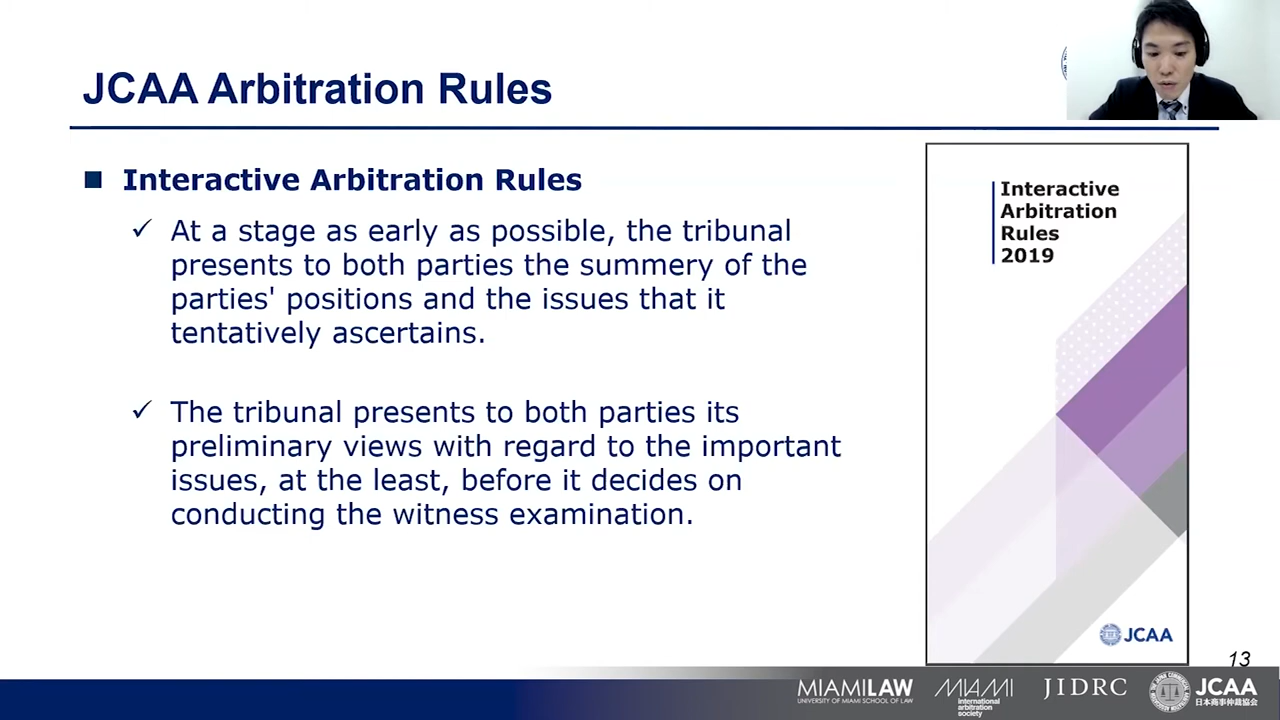 JCAA Arbitration Rules
Interactive Arbitration Rules
At a stage as early as possible, the tribunal
presents to both parties the summery of the
parties' positions and the issues that it
tentatively ascertains.
The tribunal presents to both parties its
preliminary views with regard to the important
issues, at the least, before it decides on
conducting the witness examination.
Interactive
Arbitration
Rules
2019
JCAA
13
MIAMILAW
UNIVERSITY OF MIAMI SCHOOL OF LAW
MIAMI
international
arbitration
society
JIDRC
JCAA
日本商事仲裁協会